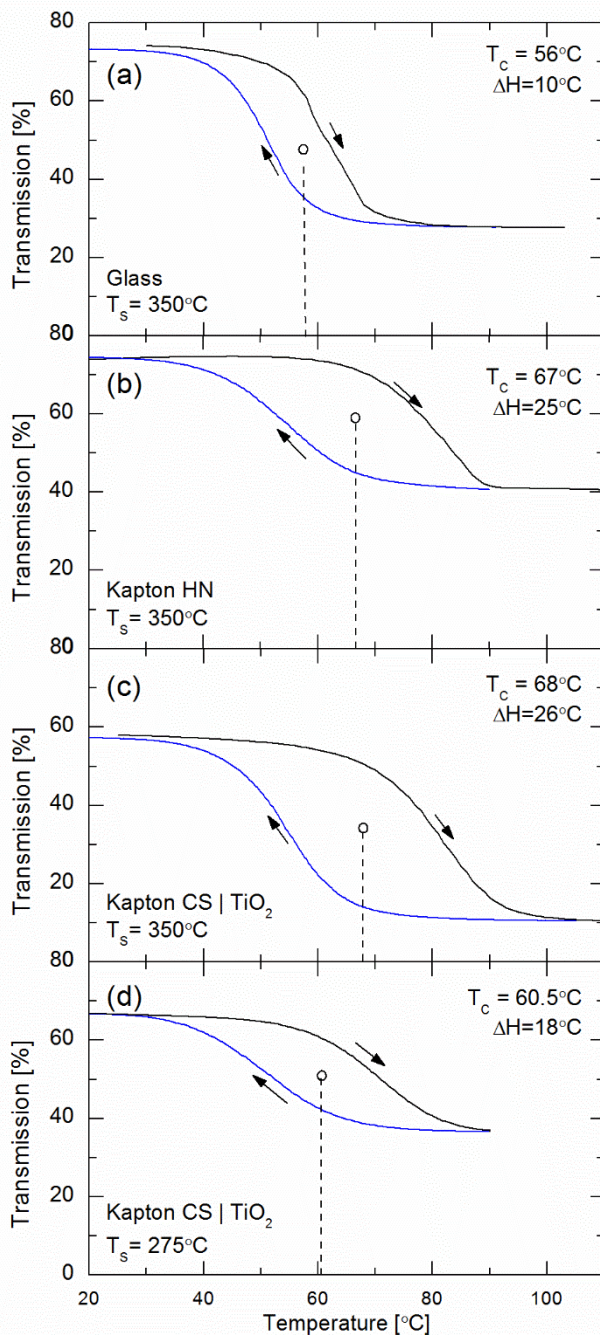 80
(a)
T_C = 56°C
ΔH=10°C
60
40
20
Transmission [%]
Glass
T_S= 350°C
80
(b)
T_C = 67°C
ΔH=25°C
60
40
20
Transmission [%]
Kapton HN
T_S= 350°C
80
(c)
T_C = 68°C
ΔH=26°C
60
40
20
Transmission [%]
Kapton CS | TiO₂
T_S= 350°C
80
(d)
T_C = 60.5°C
ΔH=18°C
60
40
20
0
Transmission [%]
Kapton CS | TiO₂
T_S= 275°C
20 40 60 80 100
Temperature [°C]